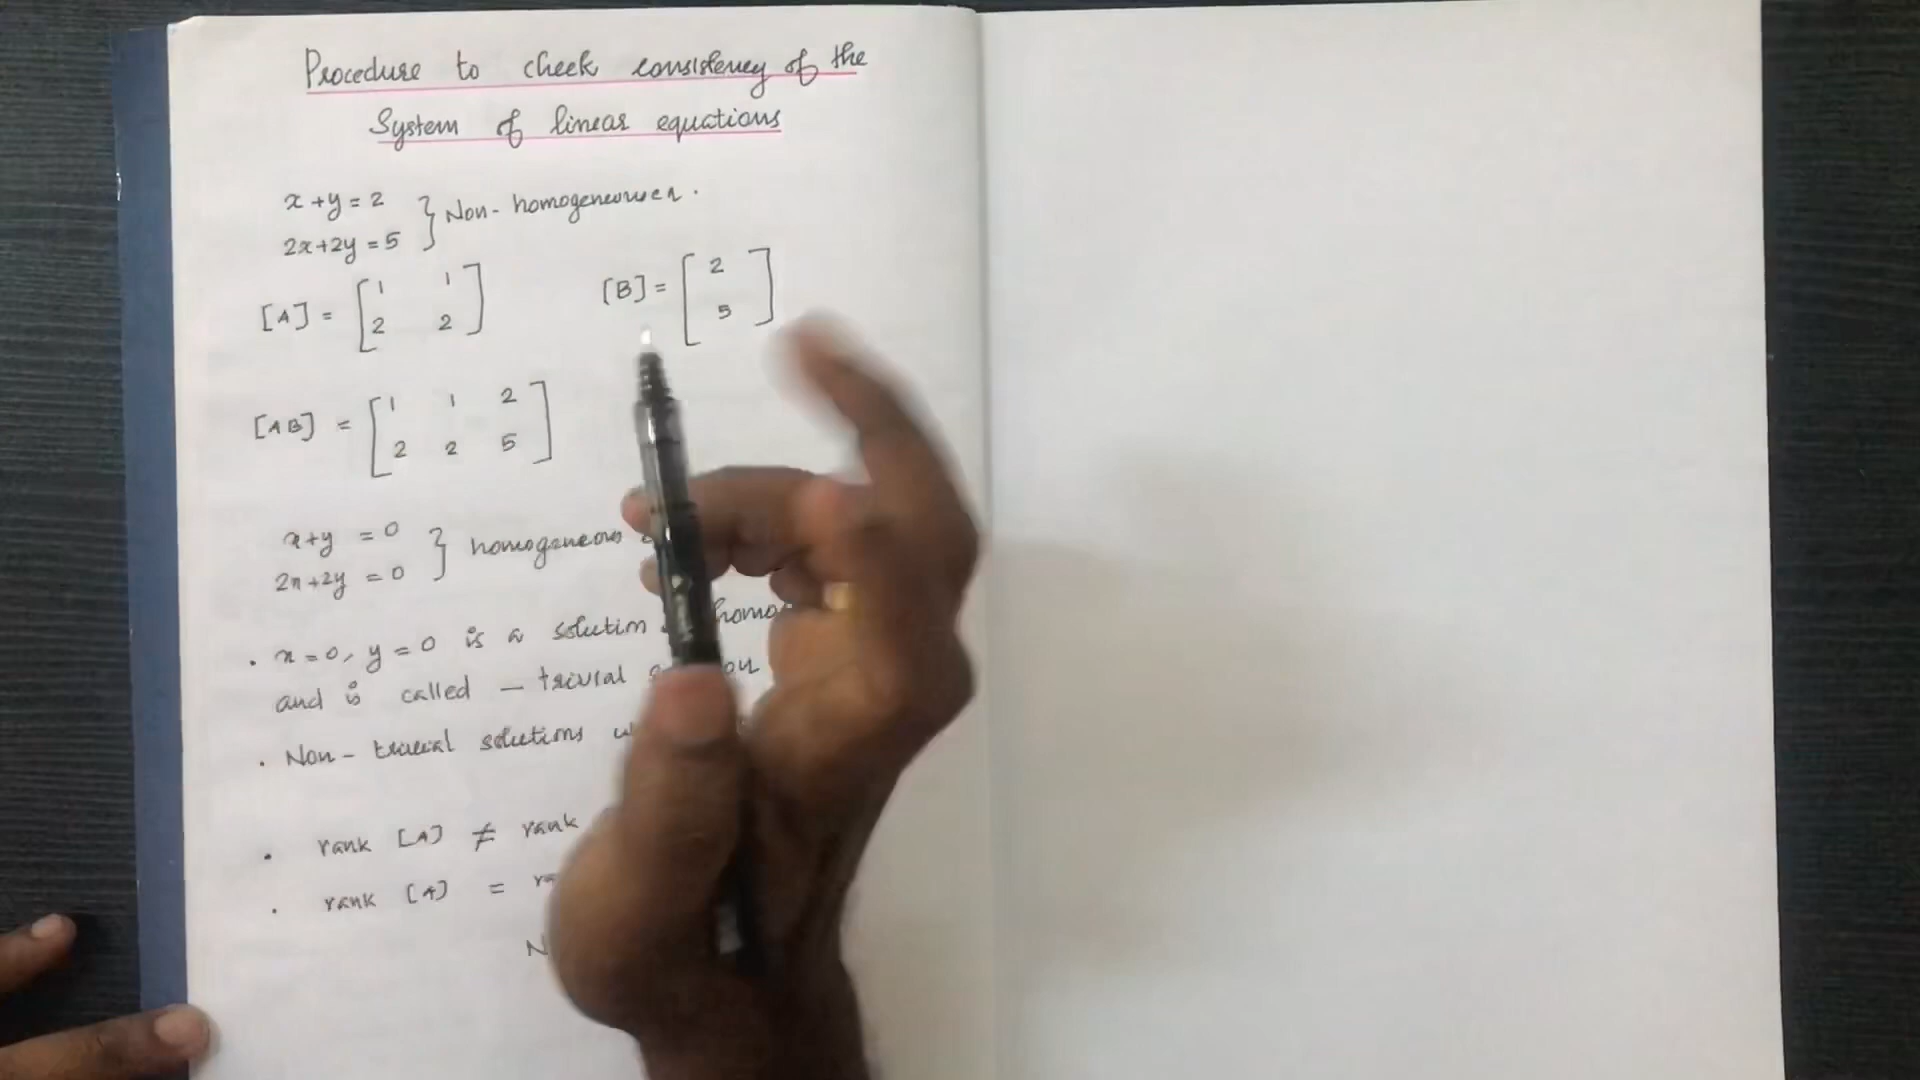 Procedure to check consistency of the
System of linear equations
x+y=2
2x+2y=5 } Non-homogeneous
[A] = [1 1
2 2]
[B] = [2
5]
[AB] = [1 1 2
2 2 5]
x+y =0
2x+2y =0 } homogeneous
• x=0, y=0 is a solution
and is called - trivial
• Non-trivial solutions
• rank [A] ≠ rank
• rank [A] =
N